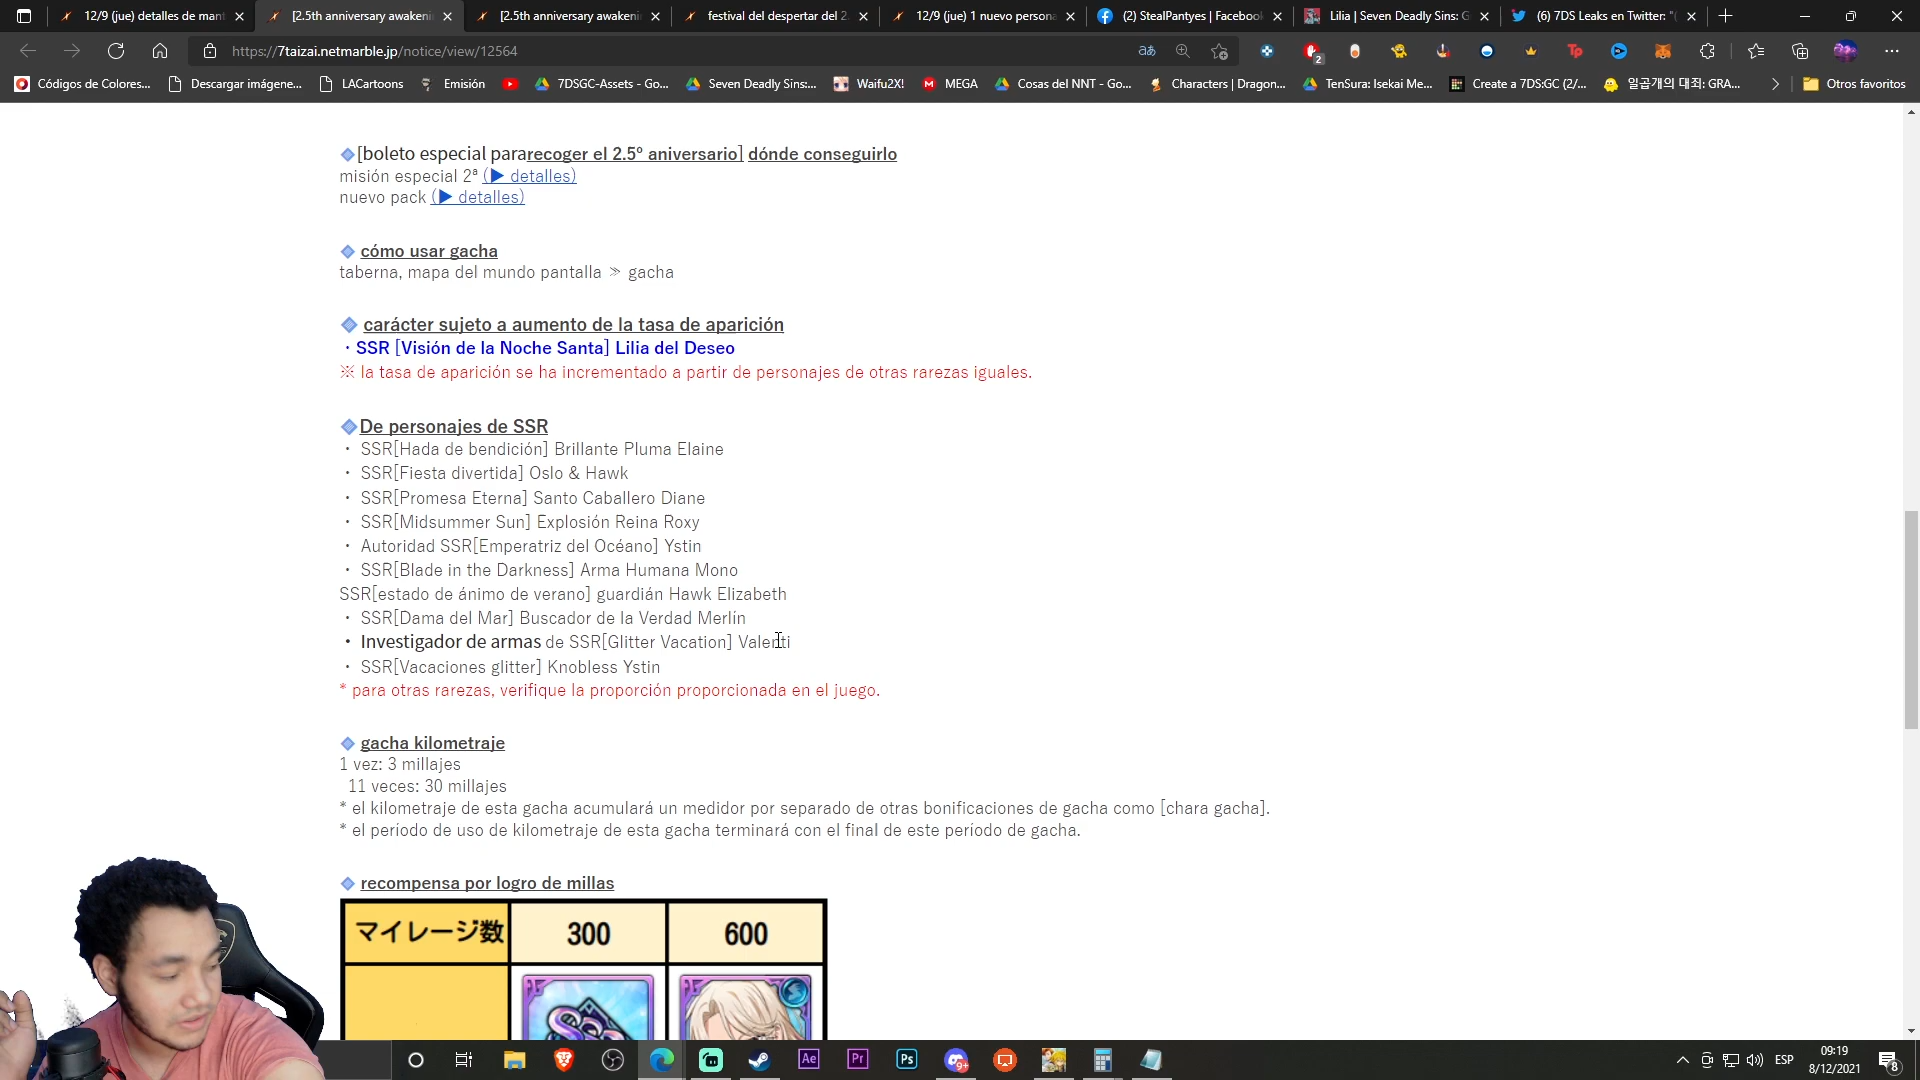 12/9 (jue) detalles de mant
[2.5th anniversary awakenin
[2.5th anniversary awakenin
festival del despertar del 2.
12/9 (jue) 1 nuevo persona
(2) StealPantyes | Facebook
Lilia | Seven Deadly Sins: G
(6) 7DS Leaks en Twitter: "(
https://7taizai.netmarble.jp/notice/view/12564
Códigos de Colores...
Descargar imágene...
LACartoons
Emisión
7DSGC-Assets - Go...
Seven Deadly Sins:...
Waifu2X!
MEGA
Cosas del NNT - Go...
Characters | Dragon...
TenSura: Isekai Me...
Create a 7DS:GC (2/...
일곱개의 대죄: GRA...
Otros favoritos
[boleto especial pararecoger el 2.5º aniversario] dónde conseguirlo
misión especial 2ª (▶ detalles)
nuevo pack (▶ detalles)
cómo usar gacha
taberna, mapa del mundo pantalla ≫ gacha
carácter sujeto a aumento de la tasa de aparición
・SSR [Visión de la Noche Santa] Lilia del Deseo
※ la tasa de aparición se ha incrementado a partir de personajes de otras rarezas iguales.
De personajes de SSR
・ SSR[Hada de bendición] Brillante Pluma Elaine
・ SSR[Fiesta divertida] Oslo & Hawk
・ SSR[Promesa Eterna] Santo Caballero Diane
・ SSR[Midsummer Sun] Explosión Reina Roxy
・ Autoridad SSR[Emperatriz del Océano] Ystin
・ SSR[Blade in the Darkness] Arma Humana Mono
SSR[estado de ánimo de verano] guardián Hawk Elizabeth
・ SSR[Dama del Mar] Buscador de la Verdad Merlín
・ Investigador de armas de SSR[Glitter Vacation] Valenti
・ SSR[Vacaciones glitter] Knobless Ystin
* para otras rarezas, verifique la proporción proporcionada en el juego.
gacha kilometraje
1 vez: 3 millajes
11 veces: 30 millajes
* el kilometraje de esta gacha acumulará un medidor por separado de otras bonificaciones de gacha como [chara gacha].
* el período de uso de kilometraje de esta gacha terminará con el final de este período de gacha.
recompensa por logro de millas
マイレージ数 300 600
ESP
09:19
8/12/2021